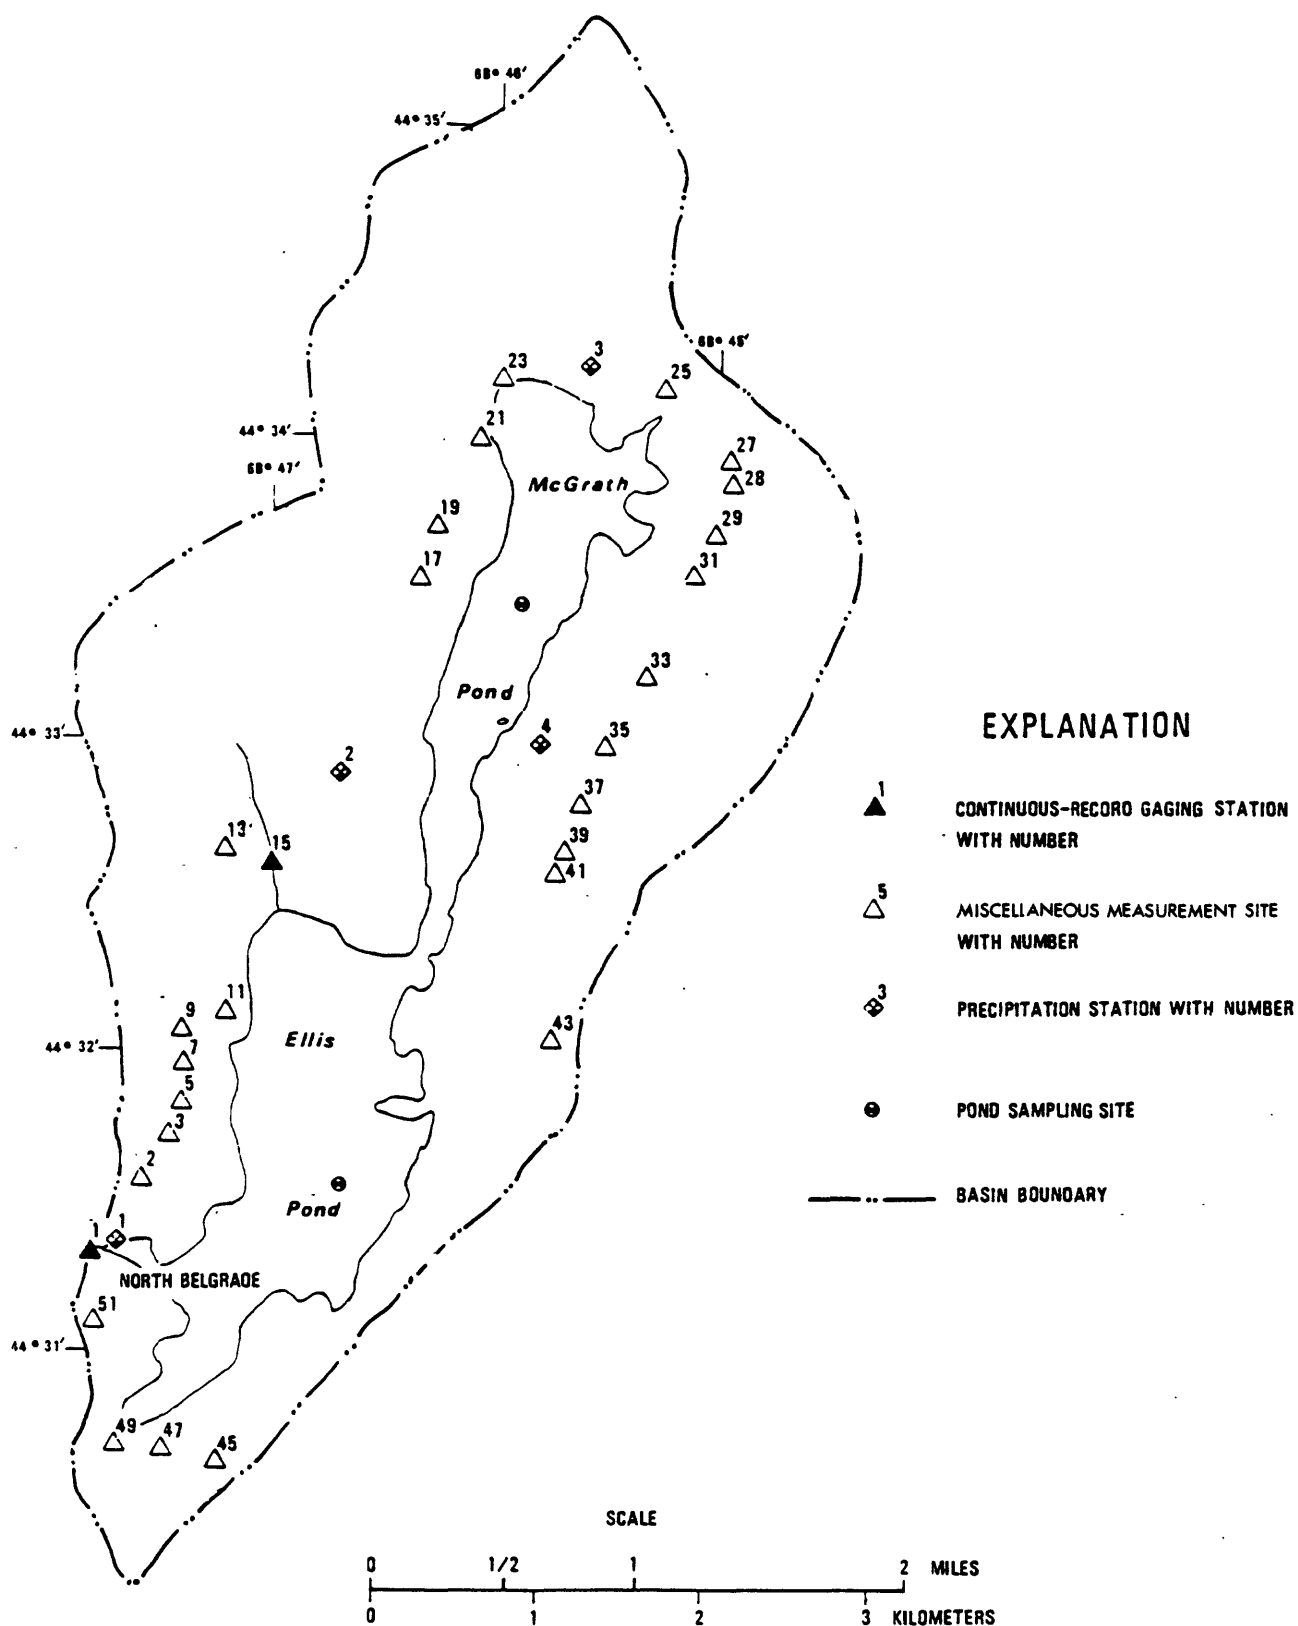 68° 46'
44° 35'
68° 45'
3
23
25
21
44° 34'
27
68° 47'
28
McGrath
19
29
17
31
33
Pond
44° 33'
4
35
2
37
13
15
39
41
11
9
43
Ellis
44° 32'
7
5
3
2
Pond
1
1
NORTH BELGRADE
51
44° 31'
49
47
45
EXPLANATION
1
CONTINUOUS-RECORD GAGING STATION
WITH NUMBER
5
MISCELLANEOUS MEASUREMENT SITE
WITH NUMBER
3
PRECIPITATION STATION WITH NUMBER
POND SAMPLING SITE
BASIN BOUNDARY
SCALE
0 1/2 1 2 MILES
0 1 2 3 KILOMETERS